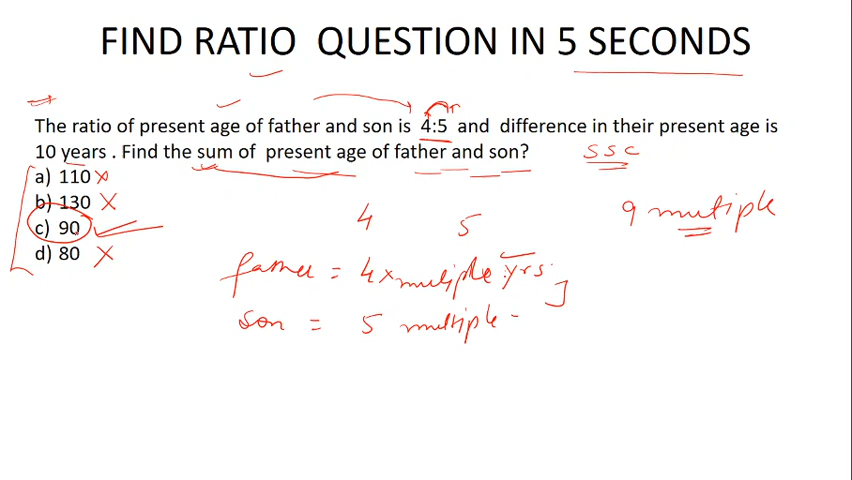 FIND RATIO QUESTION IN 5 SECONDS
The ratio of present age of father and son is 4:5 and difference in their present age is
10 years . Find the sum of present age of father and son?
SSC
a) 110 x
b) 130 X
c) 90
d) 80 X
4 5
9 multiple
father = 4x multiple yrs
son = 5 multiple